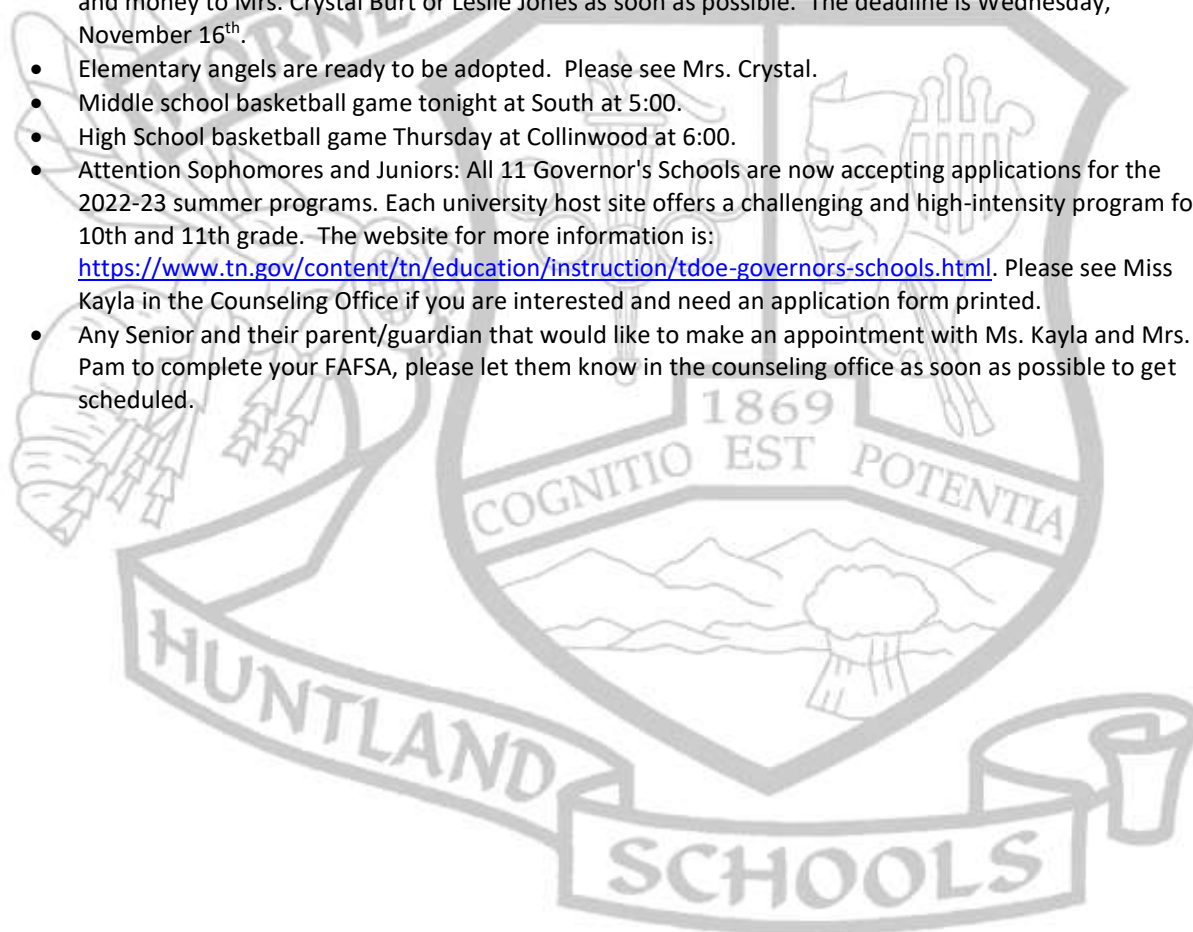 and money to Mrs. Crystal Burt or Leslie Jones as soon as possible. The deadline is Wednesday,
November 16th.
• Elementary angels are ready to be adopted. Please see Mrs. Crystal.
• Middle school basketball game tonight at South at 5:00.
• High School basketball game Thursday at Collinwood at 6:00.
• Attention Sophomores and Juniors: All 11 Governor's Schools are now accepting applications for the
2022-23 summer programs. Each university host site offers a challenging and high-intensity program fo
10th and 11th grade. The website for more information is:
https://www.tn.gov/content/tn/education/instruction/tdoe-governors-schools.html. Please see Miss
Kayla in the Counseling Office if you are interested and need an application form printed.
• Any Senior and their parent/guardian that would like to make an appointment with Ms. Kayla and Mrs.
Pam to complete your FAFSA, please let them know in the counseling office as soon as possible to get
scheduled.
HORNE
1869
COGNITIO EST POTENTIA
HUNTLAND
SCHOOLS